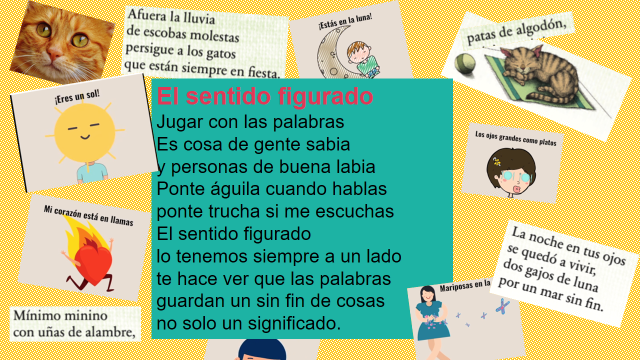 Afuera la lluvia
de escobas molestas
persigue a los gatos
que están siempre en fiesta.
¡Estás en la luna!
patas de algodón,
¡Eres un sol!
El sentido figurado
Jugar con las palabras
Es cosa de gente sabia
y personas de buena labia
Ponte águila cuando hablas
ponte trucha si me escuchas
El sentido figurado
lo tenemos siempre a un lado
te hace ver que las palabras
guardan un sin fin de cosas
no solo un significado.
Los ojos grandes como platos
Mi corazón está en llamas
La noche en tus ojos
se quedó a vivir,
dos gajos de luna
por un mar sin fin.
Mariposas en la
Mínimo minino
con uñas de alambre,